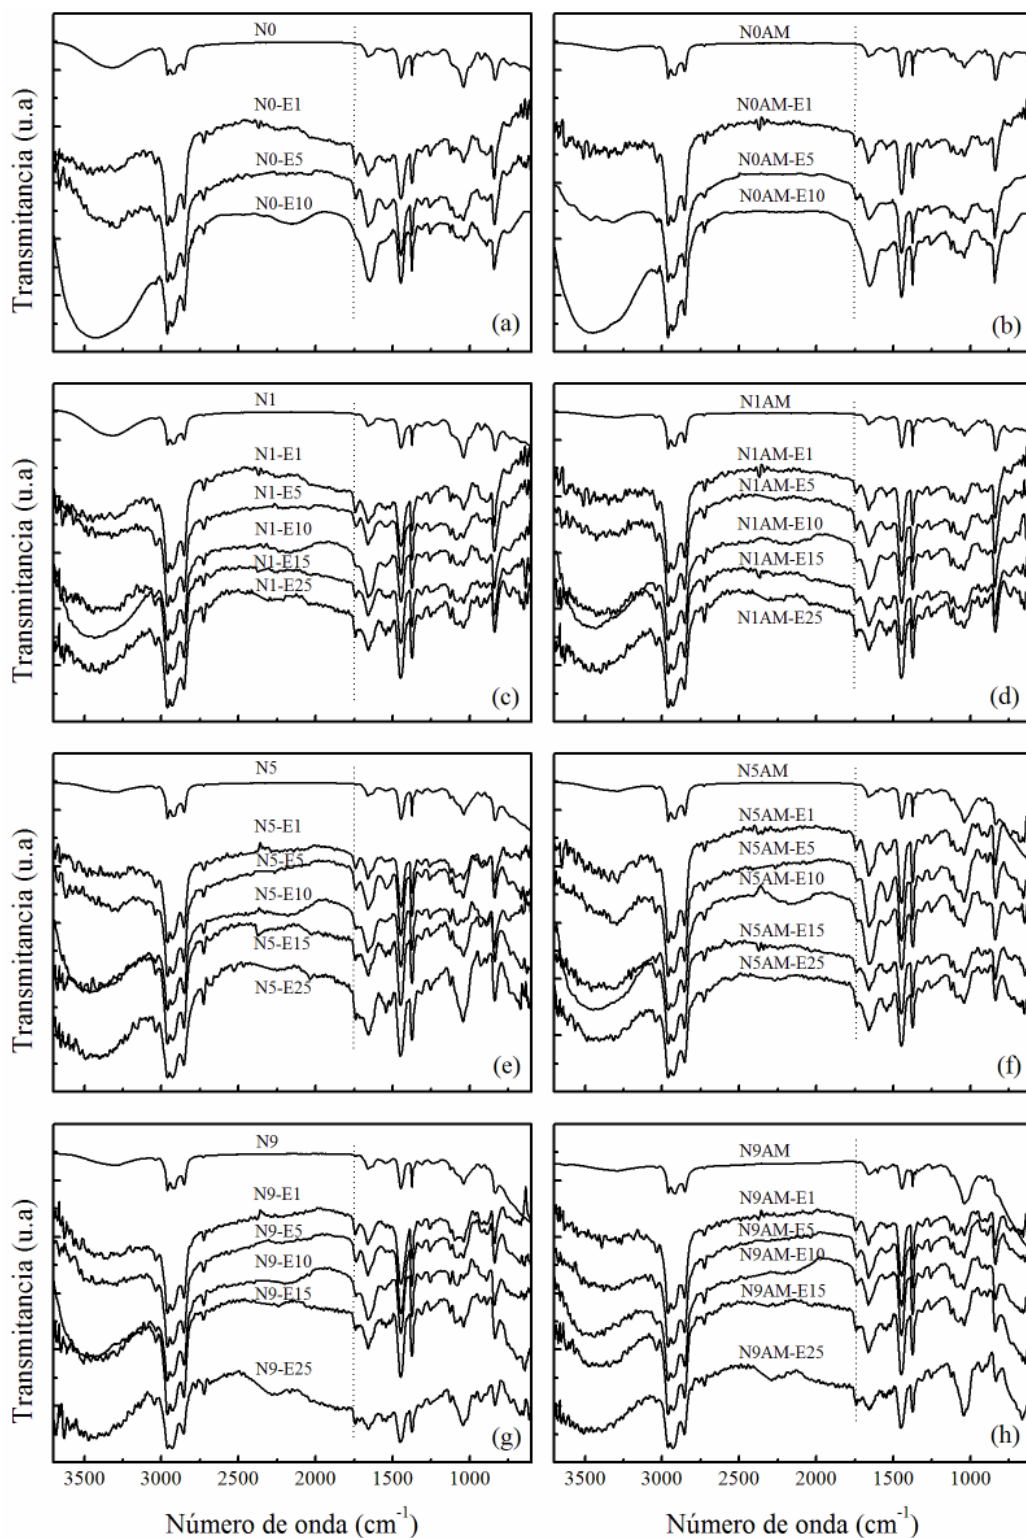 Transmitancia (u.a)
N0
N0-E1
N0-E5
N0-E10
(a)
N0AM
N0AM-E1
N0AM-E5
N0AM-E10
(b)
Transmitancia (u.a)
N1
N1-E1
N1-E5
N1-E10
N1-E15
N1-E25
(c)
N1AM
N1AM-E1
N1AM-E5
N1AM-E10
N1AM-E15
N1AM-E25
(d)
Transmitancia (u.a)
N5
N5-E1
N5-E5
N5-E10
N5-E15
N5-E25
(e)
N5AM
N5AM-E1
N5AM-E5
N5AM-E10
N5AM-E15
N5AM-E25
(f)
Transmitancia (u.a)
N9
N9-E1
N9-E5
N9-E10
N9-E15
N9-E25
(g)
N9AM
N9AM-E1
N9AM-E5
N9AM-E10
N9AM-E15
N9AM-E25
(h)
3500 3000 2500 2000 1500 1000
3500 3000 2500 2000 1500 1000
Número de onda (cm⁻¹)
Número de onda (cm⁻¹)